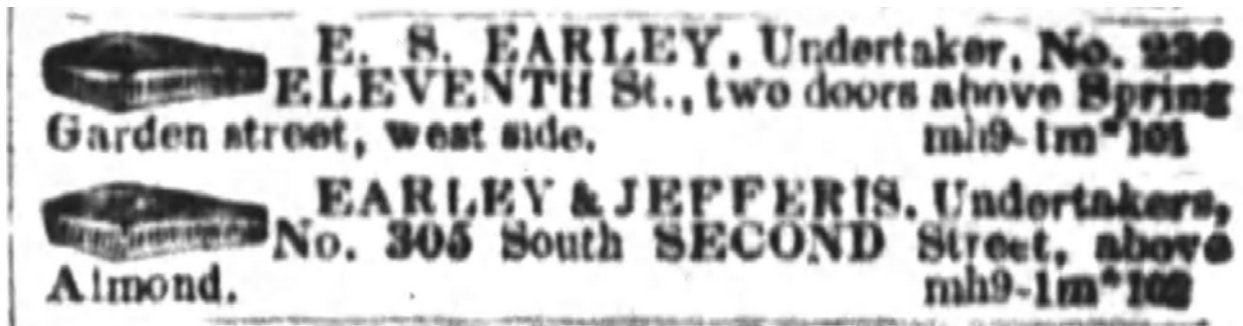 E. S. EARLEY, Undertaker, No. 230
ELEVENTH St., two doors above Spring
Garden street, west side. mh9-1m*101
EARLEY & JEFFERIS, Undertakers,
No. 305 South SECOND Street, above
Almond. mh9-1m*102